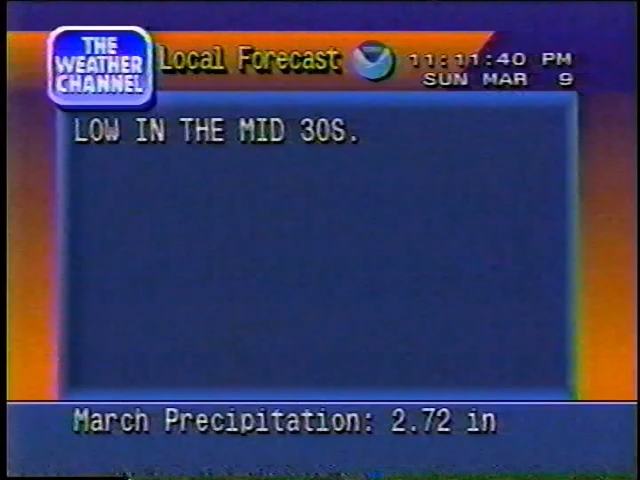 THE
WEATHER
CHANNEL
Local Forecast
11:11:40 PM
SUN MAR 9
LOW IN THE MID 30S.
March Precipitation: 2.72 in